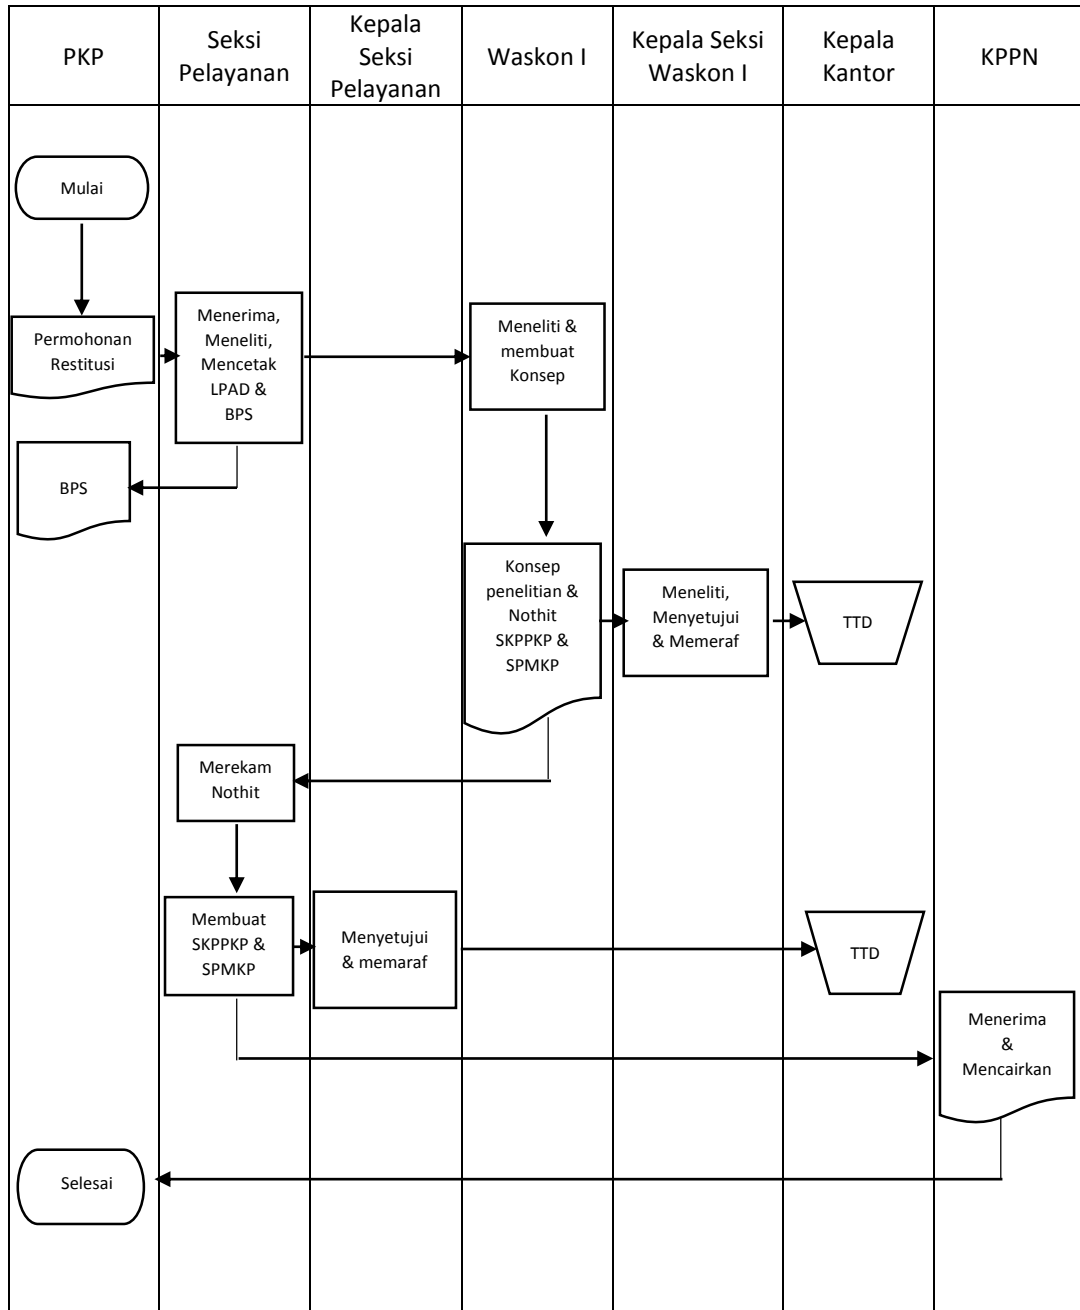 PKP
Seksi
Pelayanan
Kepala
Seksi
Pelayanan
Waskon I
Kepala Seksi
Waskon I
Kepala
Kantor
KPPN
Mulai
Permohonan
Restitusi
Menerima,
Meneliti,
Mencetak
LPAD &
BPS
Meneliti &
membuat
Konsep
BPS
Konsep
penelitian &
Nothit
SKPPKP &
SPMKP
Meneliti,
Menyetujui
& Memeraf
TTD
Merekam
Nothit
Membuat
SKPPKP &
SPMKP
Menyetujui
& memaraf
TTD
Menerima
&
Mencairkan
Selesai